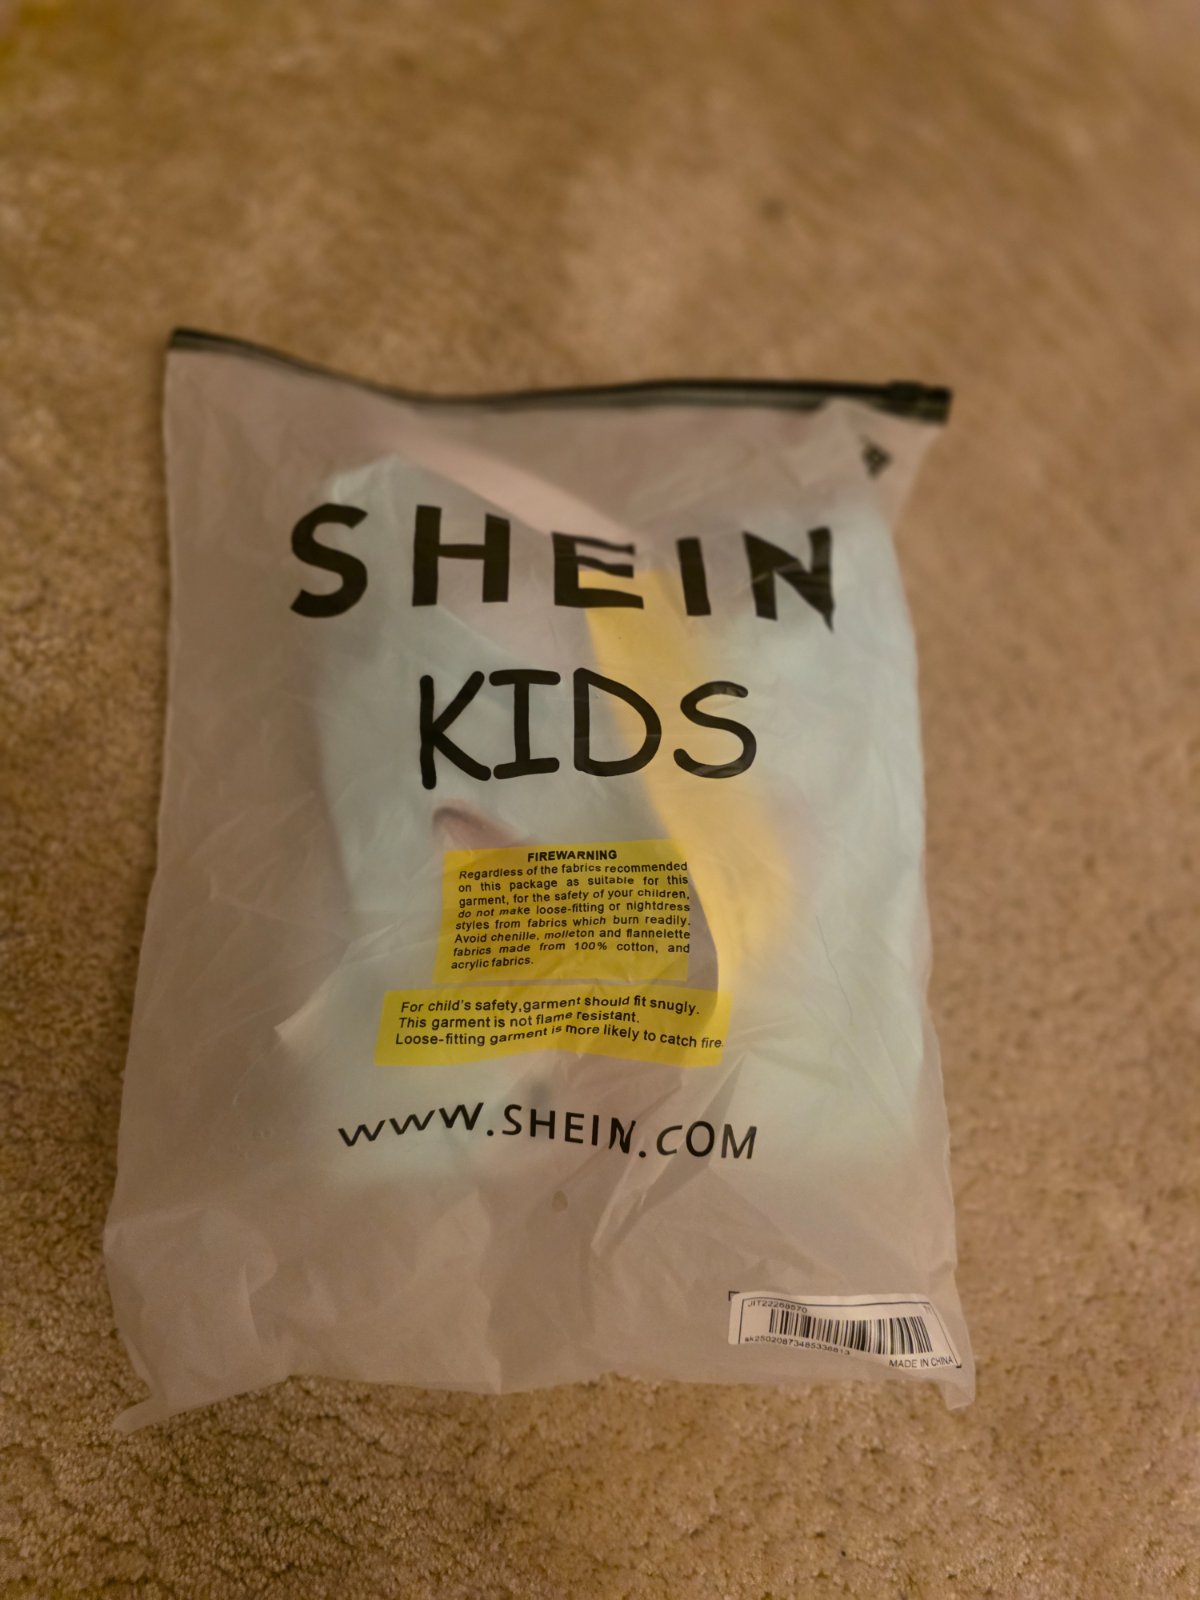 SHEIN
KIDS
FIREWARNING
Regardless of the fabrics recommended
on this package as suitable for this
garment, for the safety of your children,
do not make loose-fitting or nightdress
styles from fabrics which burn readily.
Avoid chenille, molleton and flannelette
fabrics made from 100% cotton, and
acrylic fabrics.
For child's safety,garment should fit snugly.
This garment is not flame resistant.
Loose-fitting garment is more likely to catch fire.
www.SHEIN.COM
JIT22268570
sk25020873485336813
MADE IN CHINA